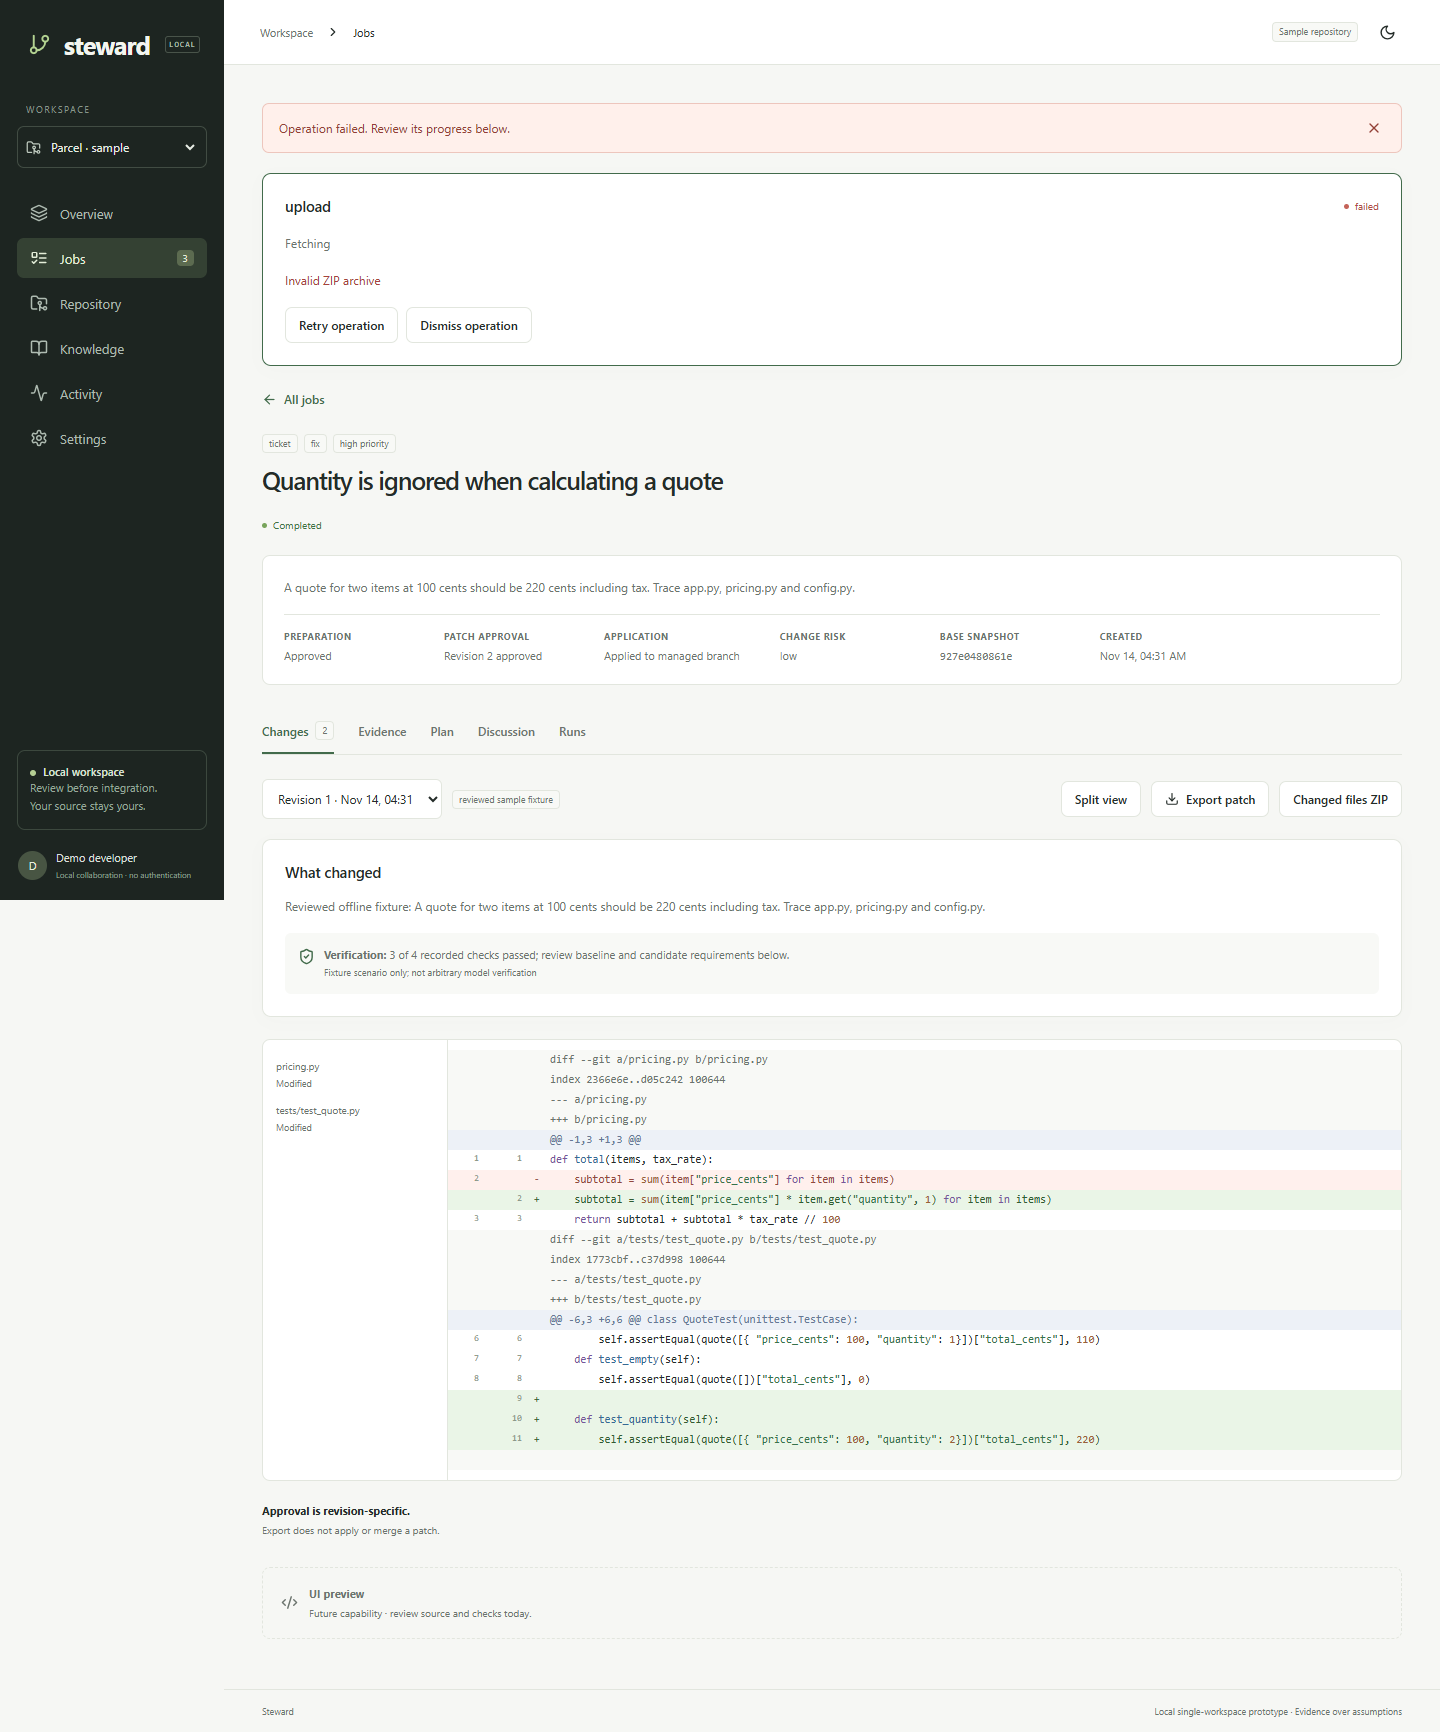 steward LOCAL
WORKSPACE
Parcel · sample
Overview
Jobs 3
Repository
Knowledge
Activity
Settings
Local workspace
Review before integration.
Your source stays yours.
D
Demo developer
Local collaboration · no authentication
Workspace > Jobs
Sample repository
Operation failed. Review its progress below.
upload
failed
Fetching
Invalid ZIP archive
Retry operation Dismiss operation
All jobs
ticket fix high priority
Quantity is ignored when calculating a quote
Completed
A quote for two items at 100 cents should be 220 cents including tax. Trace app.py, pricing.py and config.py.
PREPARATION PATCH APPROVAL APPLICATION CHANGE RISK BASE SNAPSHOT CREATED
Approved Revision 2 approved Applied to managed branch low 927e0480861e Nov 14, 04:31 AM
Changes 2 Evidence Plan Discussion Runs
Revision 1 · Nov 14, 04:31 reviewed sample fixture Split view Export patch Changed files ZIP
What changed
Reviewed offline fixture: A quote for two items at 100 cents should be 220 cents including tax. Trace app.py, pricing.py and config.py.
Verification: 3 of 4 recorded checks passed; review baseline and candidate requirements below.
Fixture scenario only; not arbitrary model verification
pricing.py
Modified
tests/test_quote.py
Modified
diff --git a/pricing.py b/pricing.py
index 2366e6e..d05c242 100644
--- a/pricing.py
+++ b/pricing.py
@@ -1,3 +1,3 @@
1 1 def total(items, tax_rate):
2 - subtotal = sum(item["price_cents"] for item in items)
2 + subtotal = sum(item["price_cents"] * item.get("quantity", 1) for item in items)
3 3 return subtotal + subtotal * tax_rate // 100
diff --git a/tests/test_quote.py b/tests/test_quote.py
index 1773cbf..c37d998 100644
--- a/tests/test_quote.py
+++ b/tests/test_quote.py
@@ -6,3 +6,6 @@ class QuoteTest(unittest.TestCase):
6 6 self.assertEqual(quote([{ "price_cents": 100, "quantity": 1}])["total_cents"], 110)
7 7 def test_empty(self):
8 8 self.assertEqual(quote([])["total_cents"], 0)
9 +
10 + def test_quantity(self):
11 + self.assertEqual(quote([{ "price_cents": 100, "quantity": 2}])["total_cents"], 220)
Approval is revision-specific.
Export does not apply or merge a patch.
UI preview
Future capability · review source and checks today.
Steward
Local single-workspace prototype · Evidence over assumptions